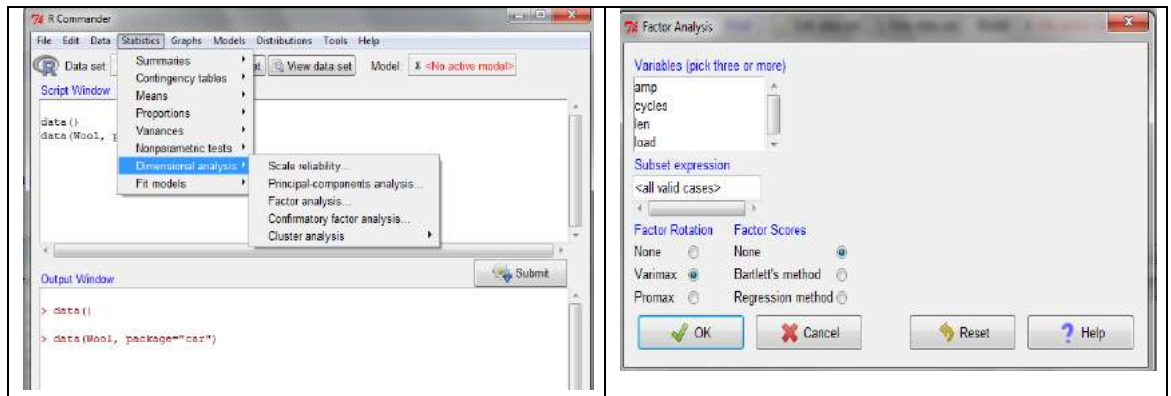 R Commander
File Edit Data Statistics Graphs Models Distributions Tools Help
Data set: View data set Model: Σ <No active model>
Script Window
data()
data(Wool,
Summaries
Contingency tables
Means
Proportions
Variances
Nonparametric tests
Dimensional analysis
Fit models
Scale reliability...
Principal-components analysis...
Factor analysis...
Confirmatory factor analysis...
Cluster analysis
Output Window
Submit
> data()
> data(Wool, package="car")
Factor Analysis
Variables (pick three or more)
amp
cycles
len
load
Subset expression
<all valid cases>
Factor Rotation Factor Scores
None None
Varimax Bartlett's method
Promax Regression method
OK Cancel Reset Help